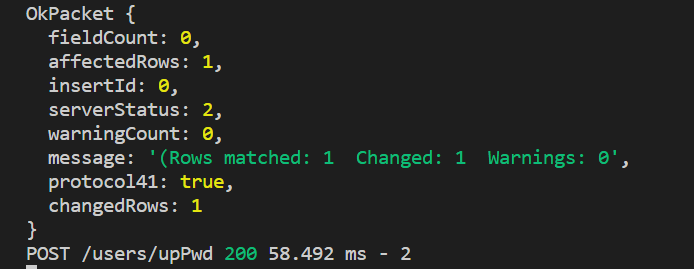 OkPacket {
  fieldCount: 0,
  affectedRows: 1,
  insertId: 0,
  serverStatus: 2,
  warningCount: 0,
  message: '(Rows matched: 1  Changed: 1  Warnings: 0',
  protocol41: true,
  changedRows: 1
}
POST /users/upPwd 200 58.492 ms - 2